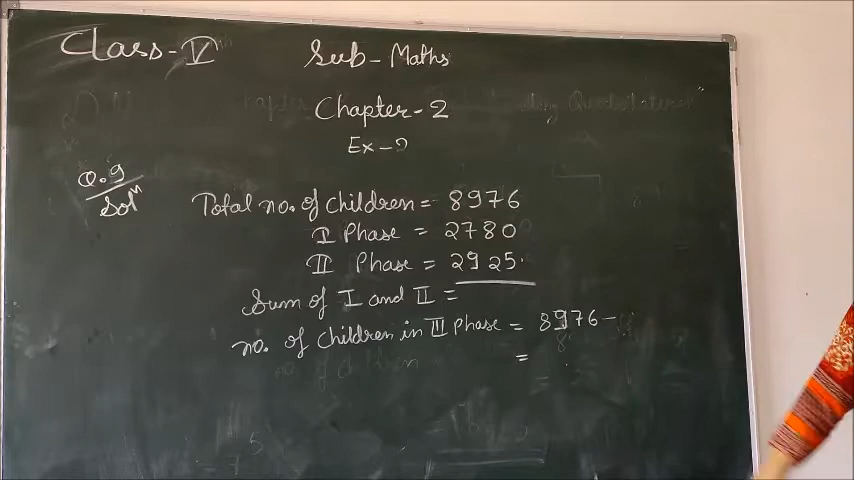 Class-V
Sub-Maths
Chapter-2
Ex-2
Q.9
Solⁿ
Total no. of children = 8976
I Phase = 2780
II Phase = 2925
Sum of I and II =
no. of children in III Phase = 8976-
=